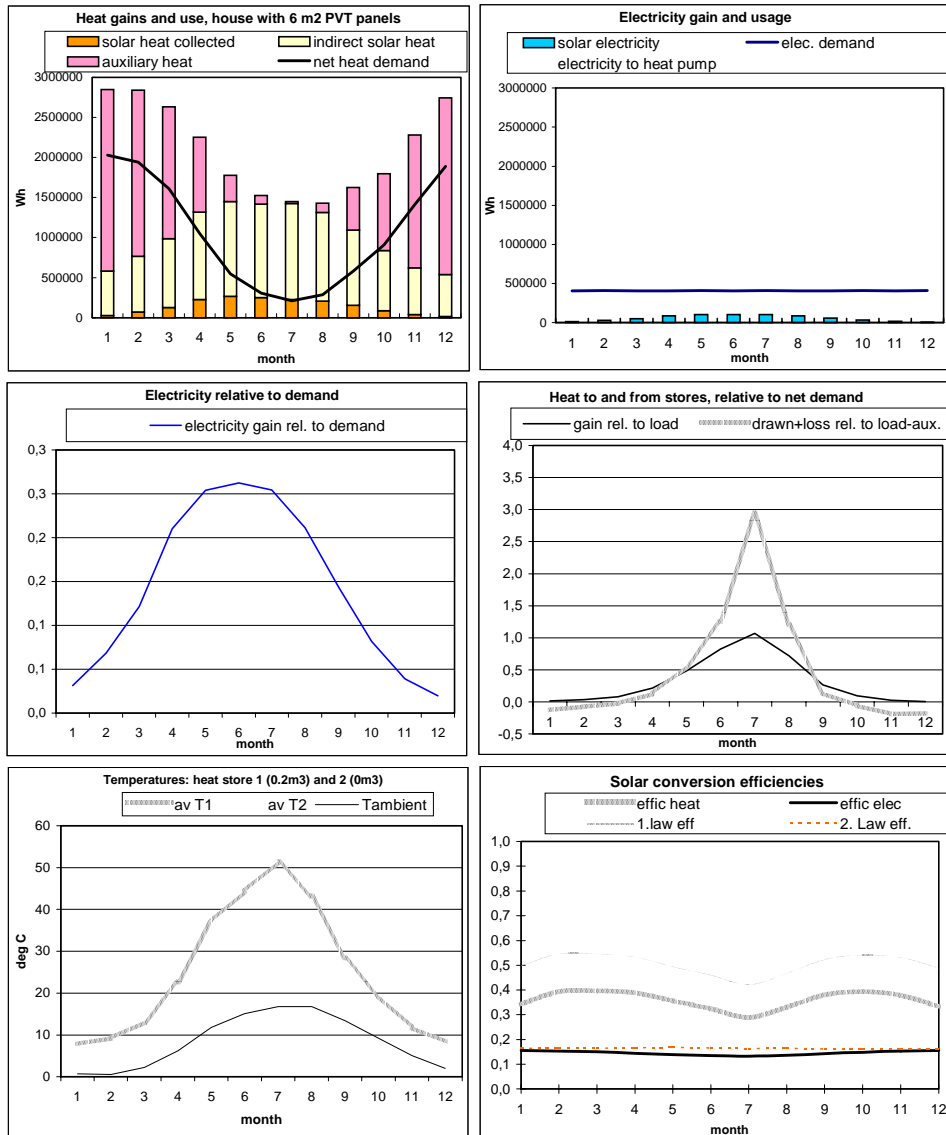 Heat gains and use, house with 6 m2 PVT panels
solar heat collected
indirect solar heat
auxiliary heat
net heat demand
3000000
2500000
2000000
1500000
1000000
500000
0
Wh
1 2 3 4 5 6 7 8 9 10 11 12
month
Electricity gain and usage
solar electricity
elec. demand
electricity to heat pump
3000000
2500000
2000000
1500000
1000000
500000
0
Wh
1 2 3 4 5 6 7 8 9 10 11 12
month
Electricity relative to demand
electricity gain rel. to demand
0,3
0,3
0,2
0,2
0,1
0,1
0,0
1 2 3 4 5 6 7 8 9 10 11 12
month
Heat to and from stores, relative to net demand
gain rel. to load
drawn+loss rel. to load-aux.
4,0
3,5
3,0
2,5
2,0
1,5
1,0
0,5
0,0
-0,5
1 2 3 4 5 6 7 8 9 10 11 12
month
Temperatures: heat store 1 (0.2m3) and 2 (0m3)
av T1
av T2
Tambient
60
50
40
30
20
10
0
deg C
1 2 3 4 5 6 7 8 9 10 11 12
month
Solar conversion efficiencies
effic heat
effic elec
1.law eff
2. Law eff.
1,0
0,9
0,8
0,7
0,6
0,5
0,4
0,3
0,2
0,1
0,0
1 2 3 4 5 6 7 8 9 10 11 12
month